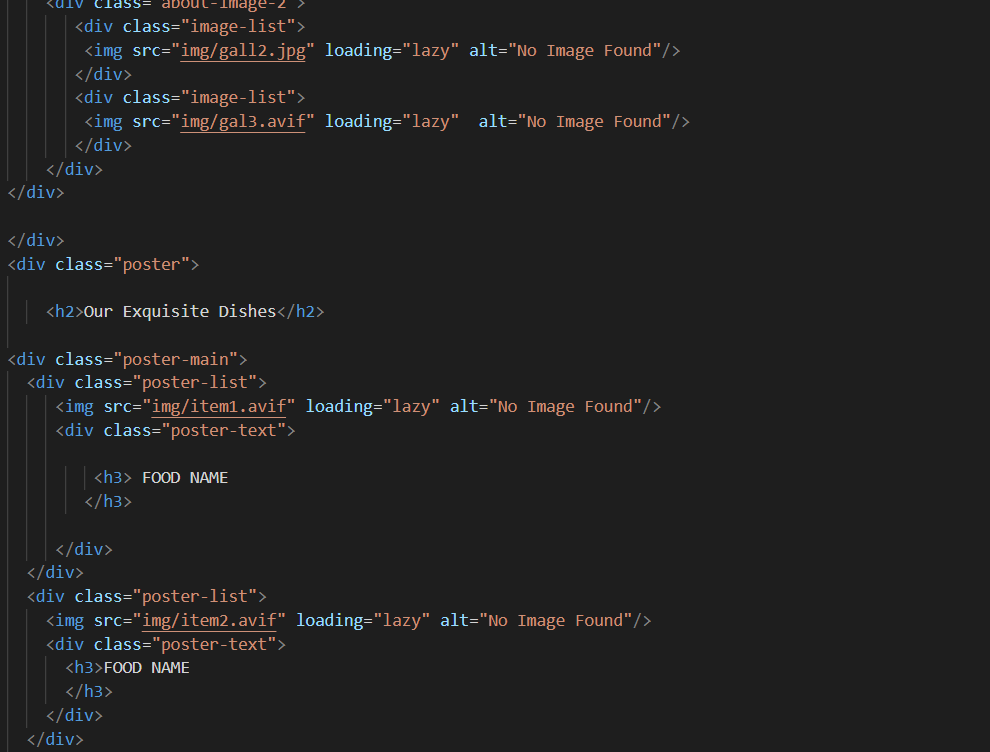 <div class="about-image-2">
<div class="image-list">
<img src="img/gall2.jpg" loading="lazy" alt="No Image Found"/>
</div>
<div class="image-list">
<img src="img/gal3.avif" loading="lazy"  alt="No Image Found"/>
</div>
</div>
</div>
</div>
<div class="poster">
<h2>Our Exquisite Dishes</h2>
<div class="poster-main">
<div class="poster-list">
<img src="img/item1.avif" loading="lazy" alt="No Image Found"/>
<div class="poster-text">
<h3> FOOD NAME
</h3>
</div>
</div>
<div class="poster-list">
<img src="img/item2.avif" loading="lazy" alt="No Image Found"/>
<div class="poster-text">
<h3>FOOD NAME
</h3>
</div>
</div>